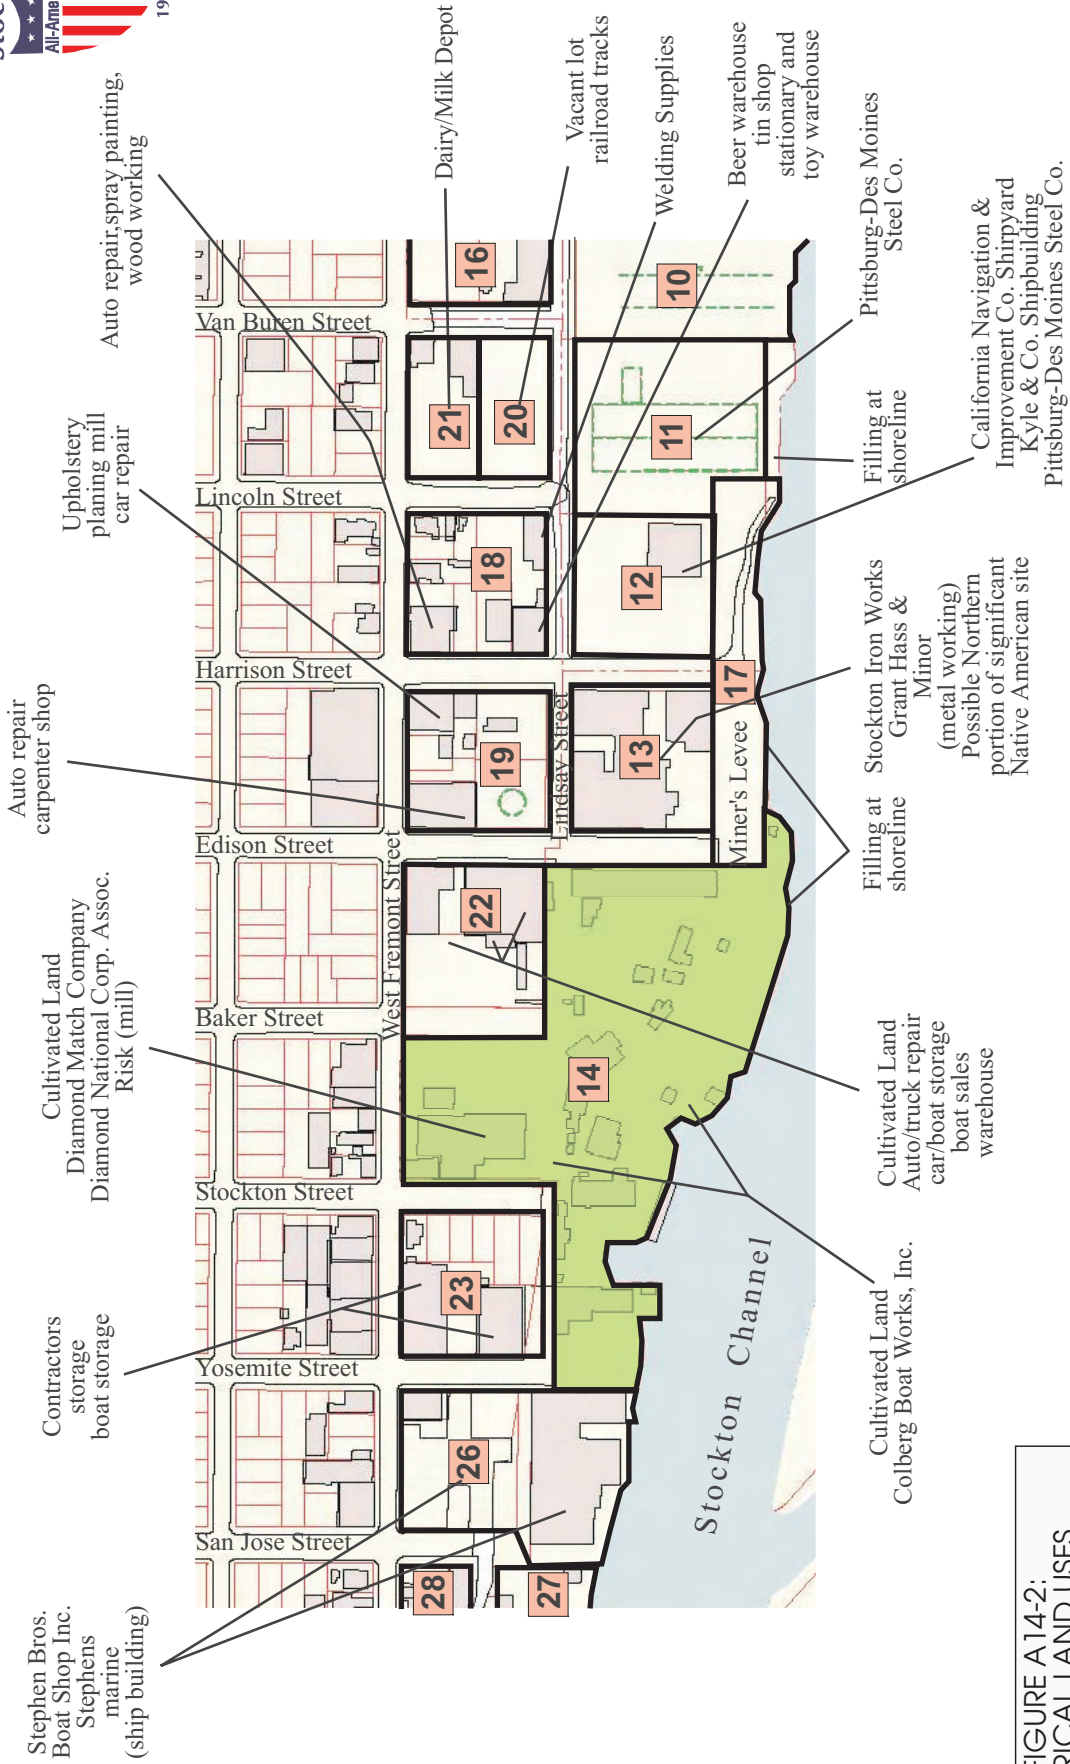 Stoc
All-Ame
19
Stephen Bros.
Boat Shop Inc.
Stephens
marine
(ship building)
Contractors
storage
boat storage
Cultivated Land
Diamond Match Company
Diamond National Corp. Assoc.
Risk (mill)
Auto repair
carpenter shop
Upholstery
planing mill
car repair
Auto repair,spray painting,
wood working
San Jose Street
Yosemite Street
Stockton Street
Baker Street
Edison Street
Harrison Street
Lincoln Street
Van Buren Street
West Fremont Street
Lindsay Street
Miner's Levee
28
27
26
23
14
22
19
13
17
18
12
21
20
11
16
10
Stockton Channel
Dairy/Milk Depot
Vacant lot
railroad tracks
Welding Supplies
Beer warehouse
tin shop
stationary and
toy warehouse
Pittsburg-Des Moines
Steel Co.
California Navigation &
Improvement Co. Shirpyard
Kyle & Co. Shipbuilding
Pittsburg-Des Moines Steel Co.
Filling at
shoreline
Stockton Iron Works
Grant Hass &
Minor
(metal working)
Possible Northern
portion of significant
Native American site
Filling at
shoreline
Cultivated Land
Auto/truck repair
car/boat storage
boat sales
warehouse
Cultivated Land
Colberg Boat Works, Inc.
FIGURE A14-2:
RICAL LAND USES